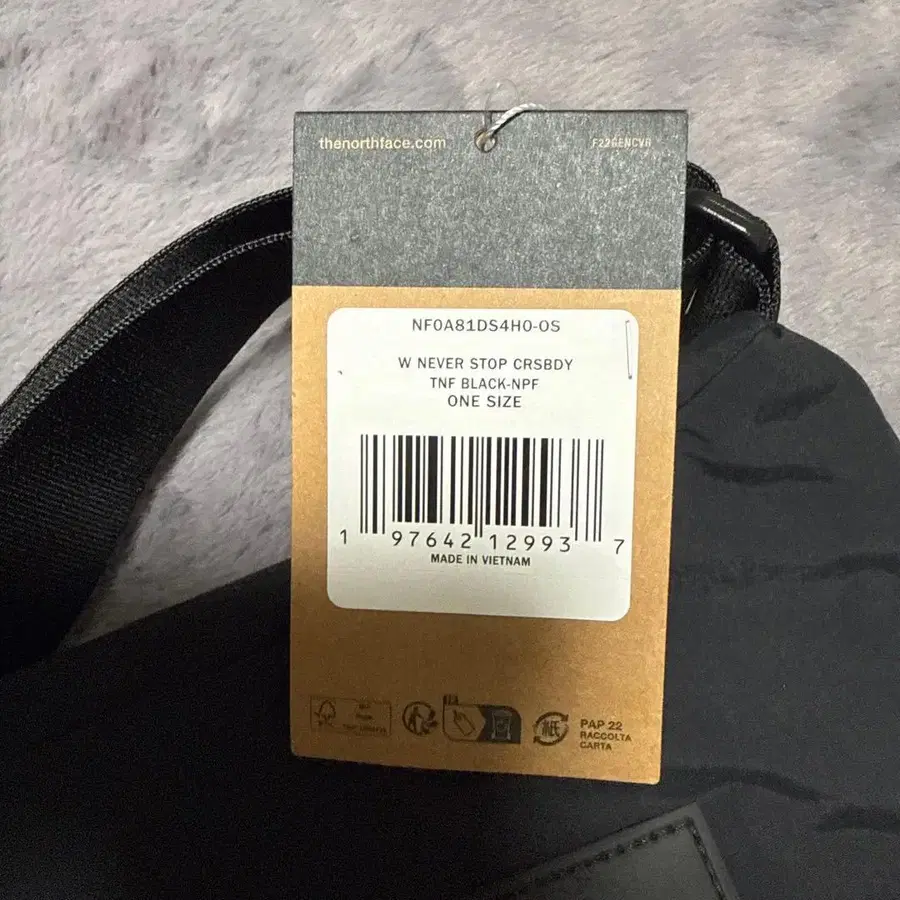 thenorthface.com
F22GENCVR
NF0A81DS4H0-OS
W NEVER STOP CRSBDY
TNF BLACK-NPF
ONE SIZE
1 97642 12993 7
MADE IN VIETNAM
PAP 22
RACCOLTA
CARTA